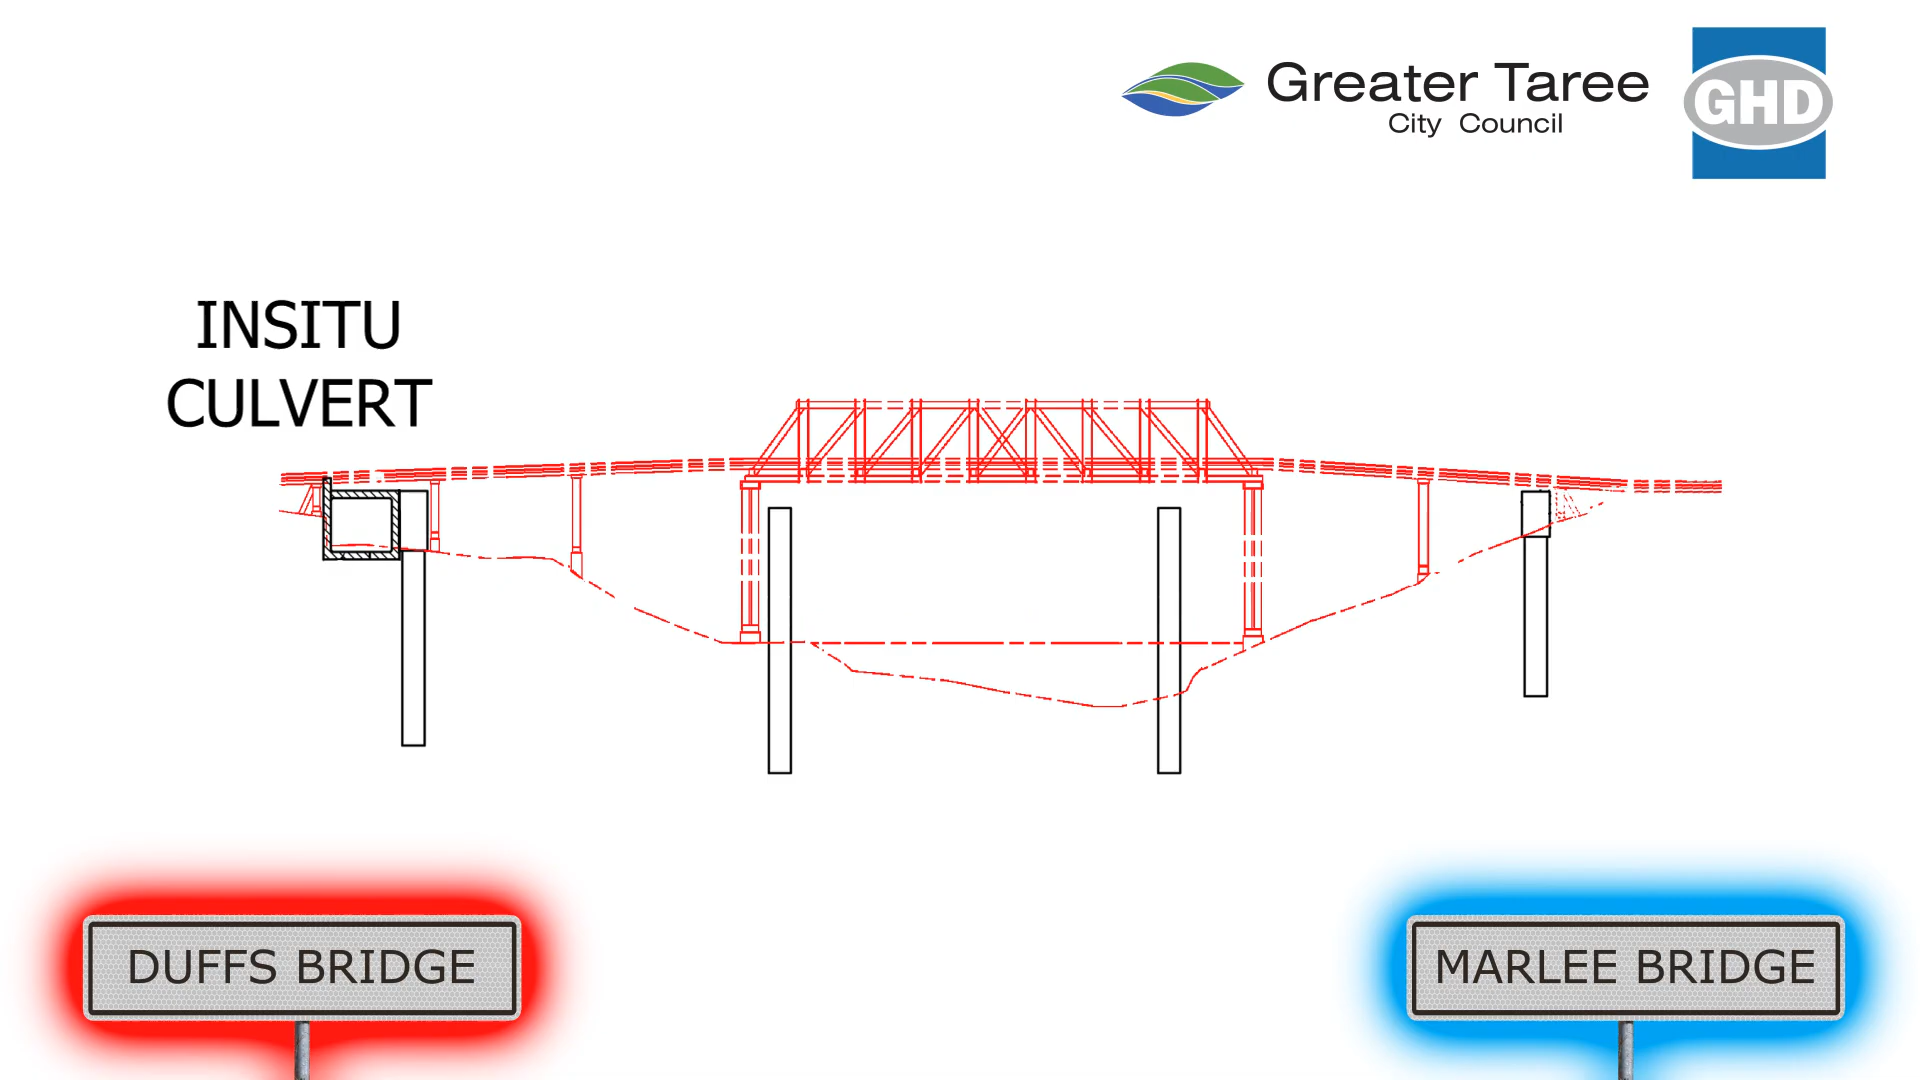 Greater Taree
City Council
GHD
INSITU
CULVERT
DUFFS BRIDGE
MARLEE BRIDGE